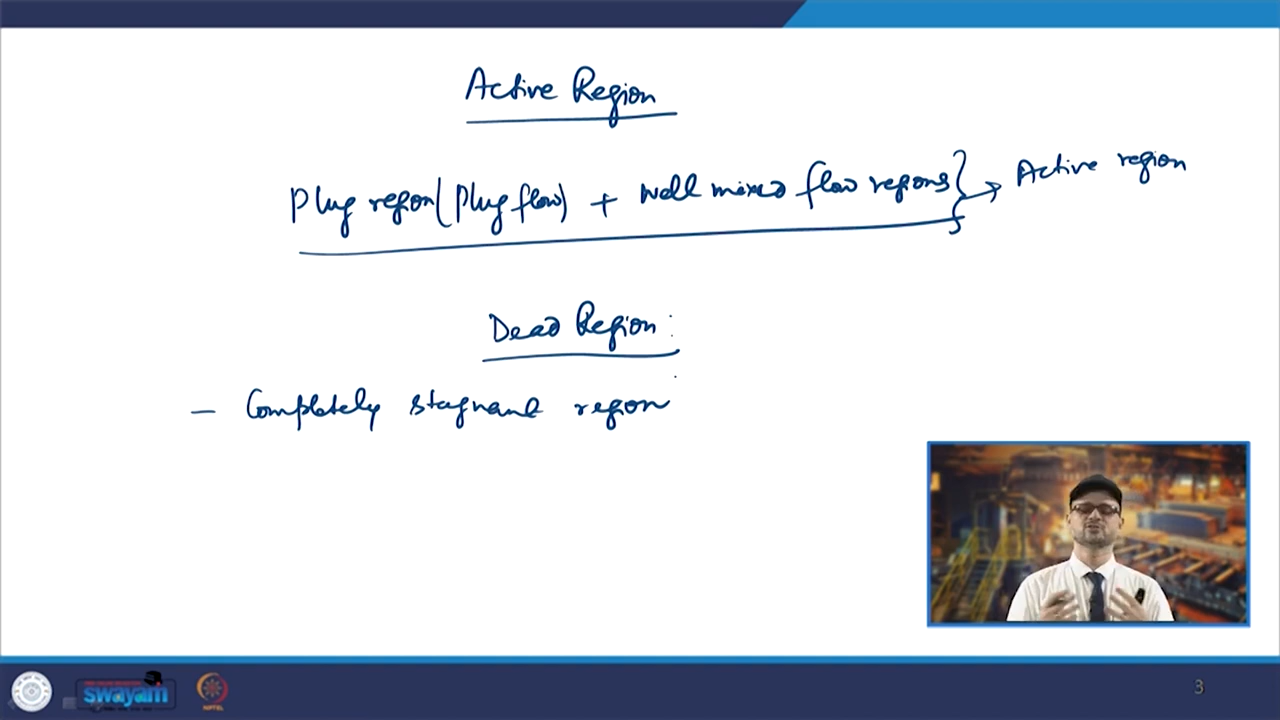 Active Region
Plug region (Plug flow) + Well mixed flow regions} → Active region
Dead Region:
— Completely stagnant region
3
swayam